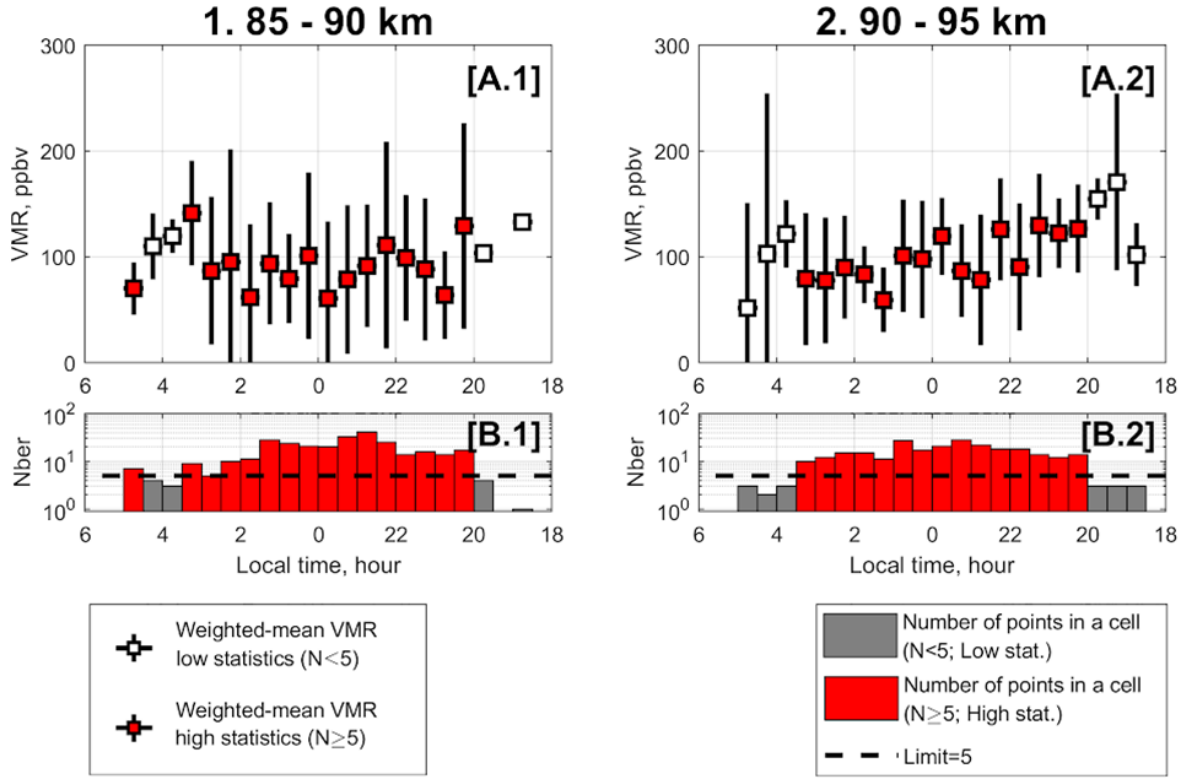 1. 85 - 90 km
2. 90 - 95 km
300
200
100
0
VMR, ppbv
[A.1]
6 4 2 0 22 20 18
300
200
100
0
VMR, ppbv
[A.2]
6 4 2 0 22 20 18
10²
10¹
10⁰
Nber
[B.1]
4 2 0 22 20 18
Local time, hour
10²
10¹
10⁰
Nber
[B.2]
4 2 0 22 20 18
Local time, hour
Weighted-mean VMR
low statistics (N<5)
Weighted-mean VMR
high statistics (N≥5)
Number of points in a cell
(N<5; Low stat.)
Number of points in a cell
(N≥5; High stat.)
Limit=5